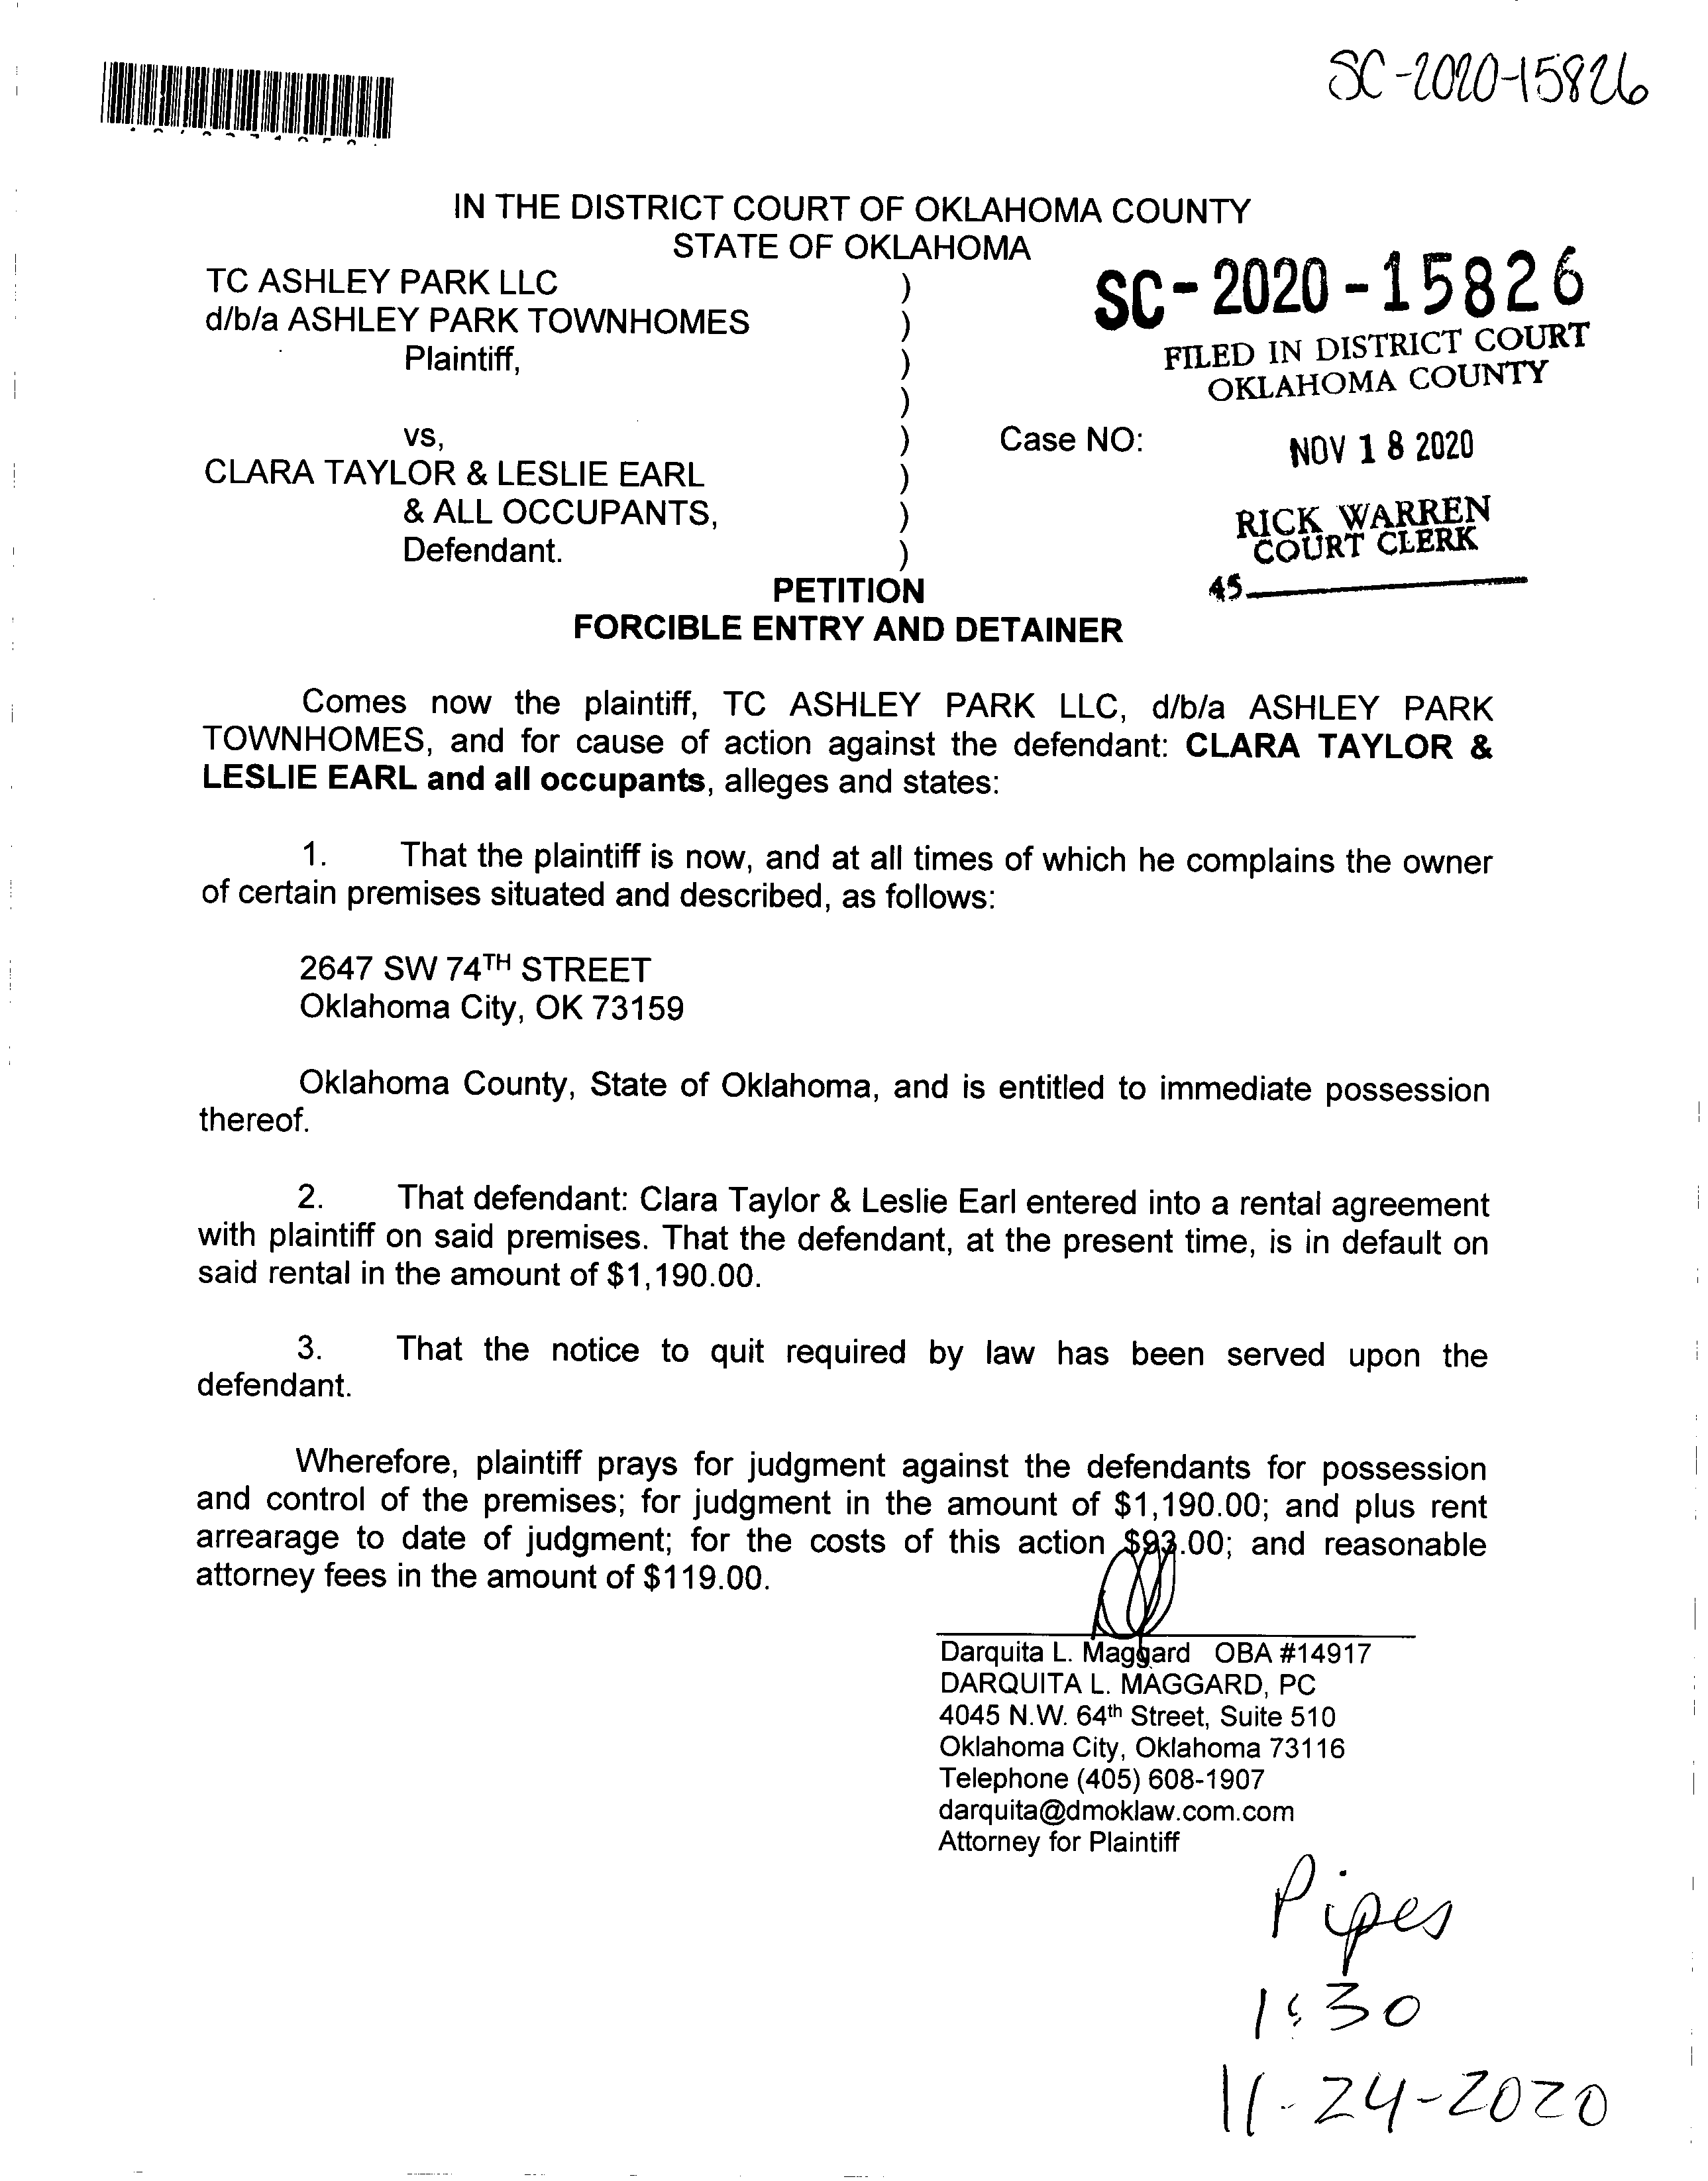 SC-2020-15826
IN THE DISTRICT COURT OF OKLAHOMA COUNTY
STATE OF OKLAHOMA
TC ASHLEY PARK LLC )
d/b/a ASHLEY PARK TOWNHOMES )
Plaintiff, )
)
vs, )
CLARA TAYLOR & LESLIE EARL )
& ALL OCCUPANTS, )
Defendant. )
SC-2020-15826
FILED IN DISTRICT COURT
OKLAHOMA COUNTY
Case NO:
NOV 18 2020
RICK WARREN
COURT CLERK
45
PETITION
FORCIBLE ENTRY AND DETAINER
Comes now the plaintiff, TC ASHLEY PARK LLC, d/b/a ASHLEY PARK
TOWNHOMES, and for cause of action against the defendant: CLARA TAYLOR &
LESLIE EARL and all occupants, alleges and states:
1. That the plaintiff is now, and at all times of which he complains the owner
of certain premises situated and described, as follows:
2647 SW 74TH STREET
Oklahoma City, OK 73159
Oklahoma County, State of Oklahoma, and is entitled to immediate possession
thereof.
2. That defendant: Clara Taylor & Leslie Earl entered into a rental agreement
with plaintiff on said premises. That the defendant, at the present time, is in default on
said rental in the amount of $1,190.00.
3. That the notice to quit required by law has been served upon the
defendant.
Wherefore, plaintiff prays for judgment against the defendants for possession
and control of the premises; for judgment in the amount of $1,190.00; and plus rent
arrearage to date of judgment; for the costs of this action $93.00; and reasonable
attorney fees in the amount of $119.00.
Darquita L. Maggard OBA #14917
DARQUITA L. MAGGARD, PC
4045 N.W. 64th Street, Suite 510
Oklahoma City, Oklahoma 73116
Telephone (405) 608-1907
darquita@dmoklaw.com.com
Attorney for Plaintiff
Pipes
1:30
11-24-2020